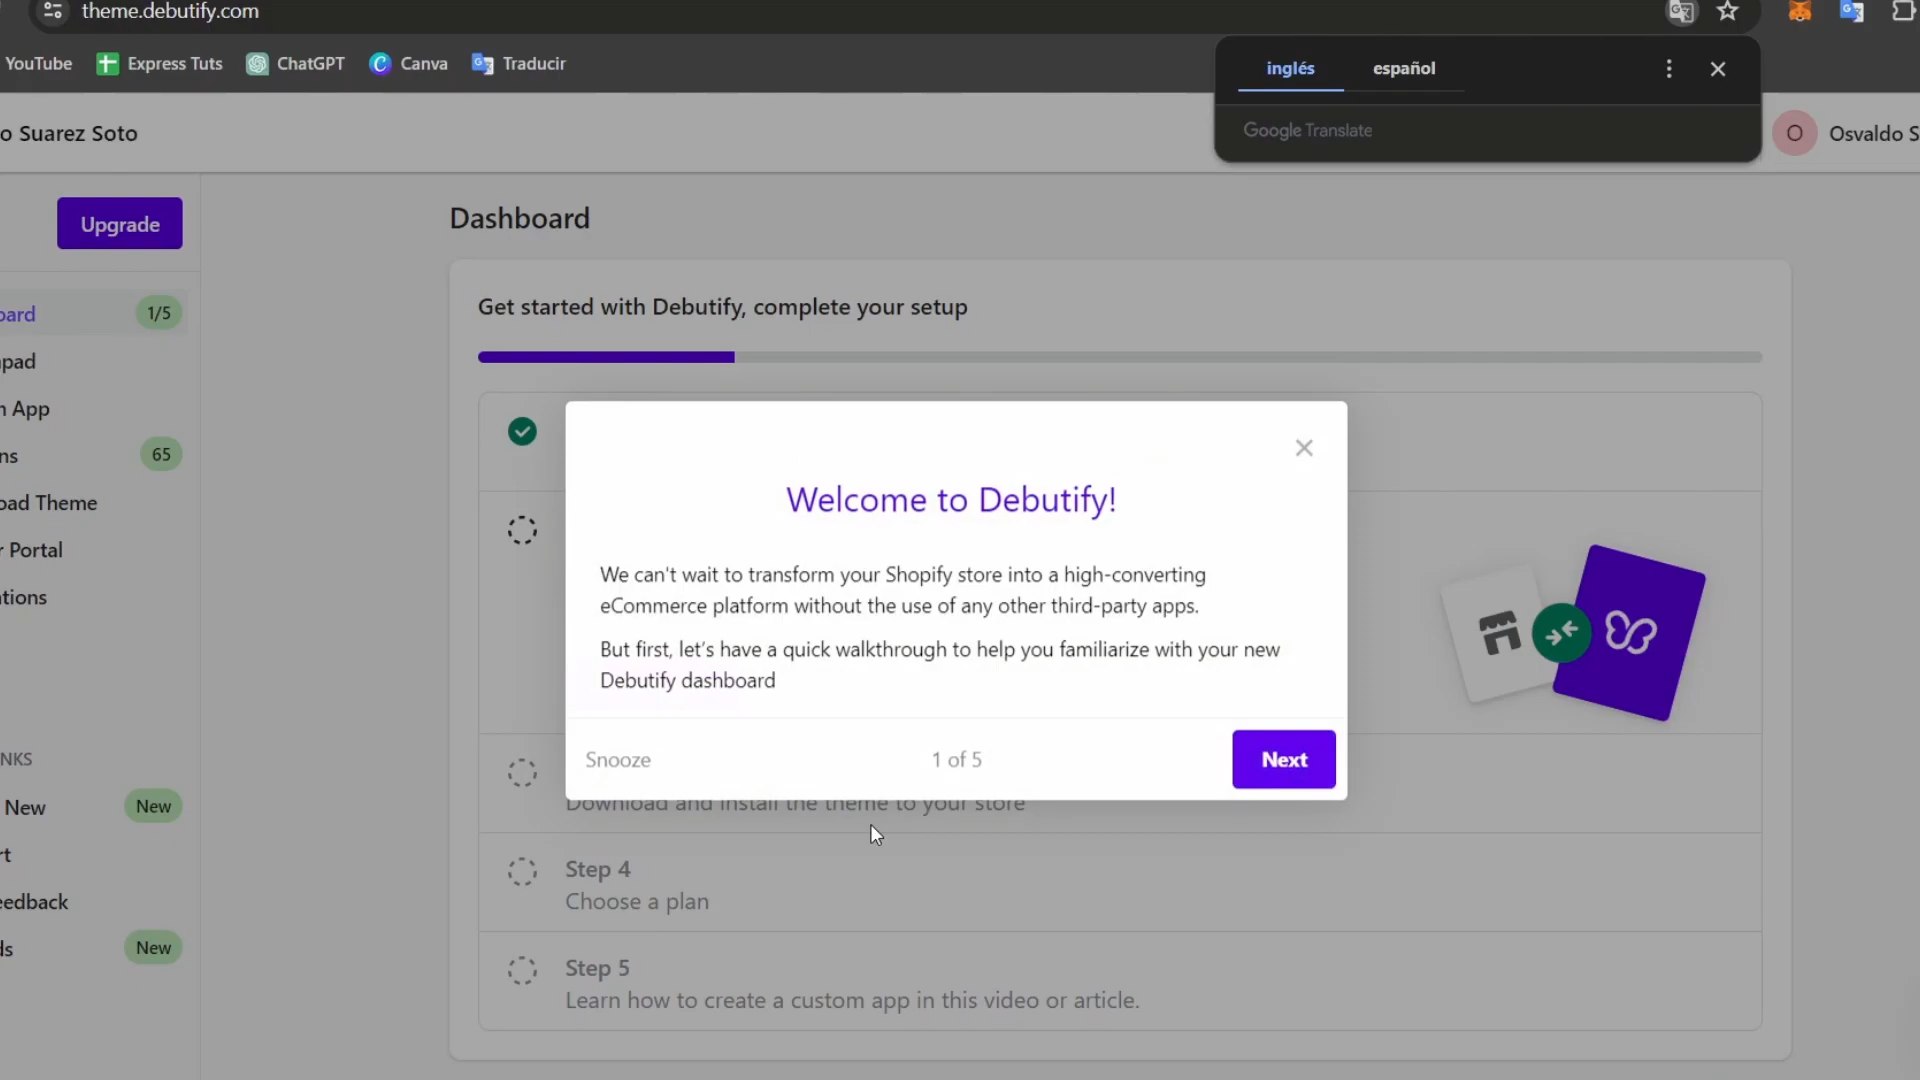 theme.debutify.com
YouTube
Express Tuts
ChatGPT
Canva
Traducir
inglés
español
Google Translate
o Suarez Soto
O
Osvaldo S
Upgrade
Dashboard
oard
1/5
Get started with Debutify, complete your setup
pad
App
ns
65
oad Theme
r Portal
tions
Welcome to Debutify!
We can't wait to transform your Shopify store into a high-converting
eCommerce platform without the use of any other third-party apps.
But first, let's have a quick walkthrough to help you familiarize with your new
Debutify dashboard
Snooze
1 of 5
Next
Download and install the theme to your store
NKS
New
New
rt
eedback
ds
New
Step 4
Choose a plan
Step 5
Learn how to create a custom app in this video or article.